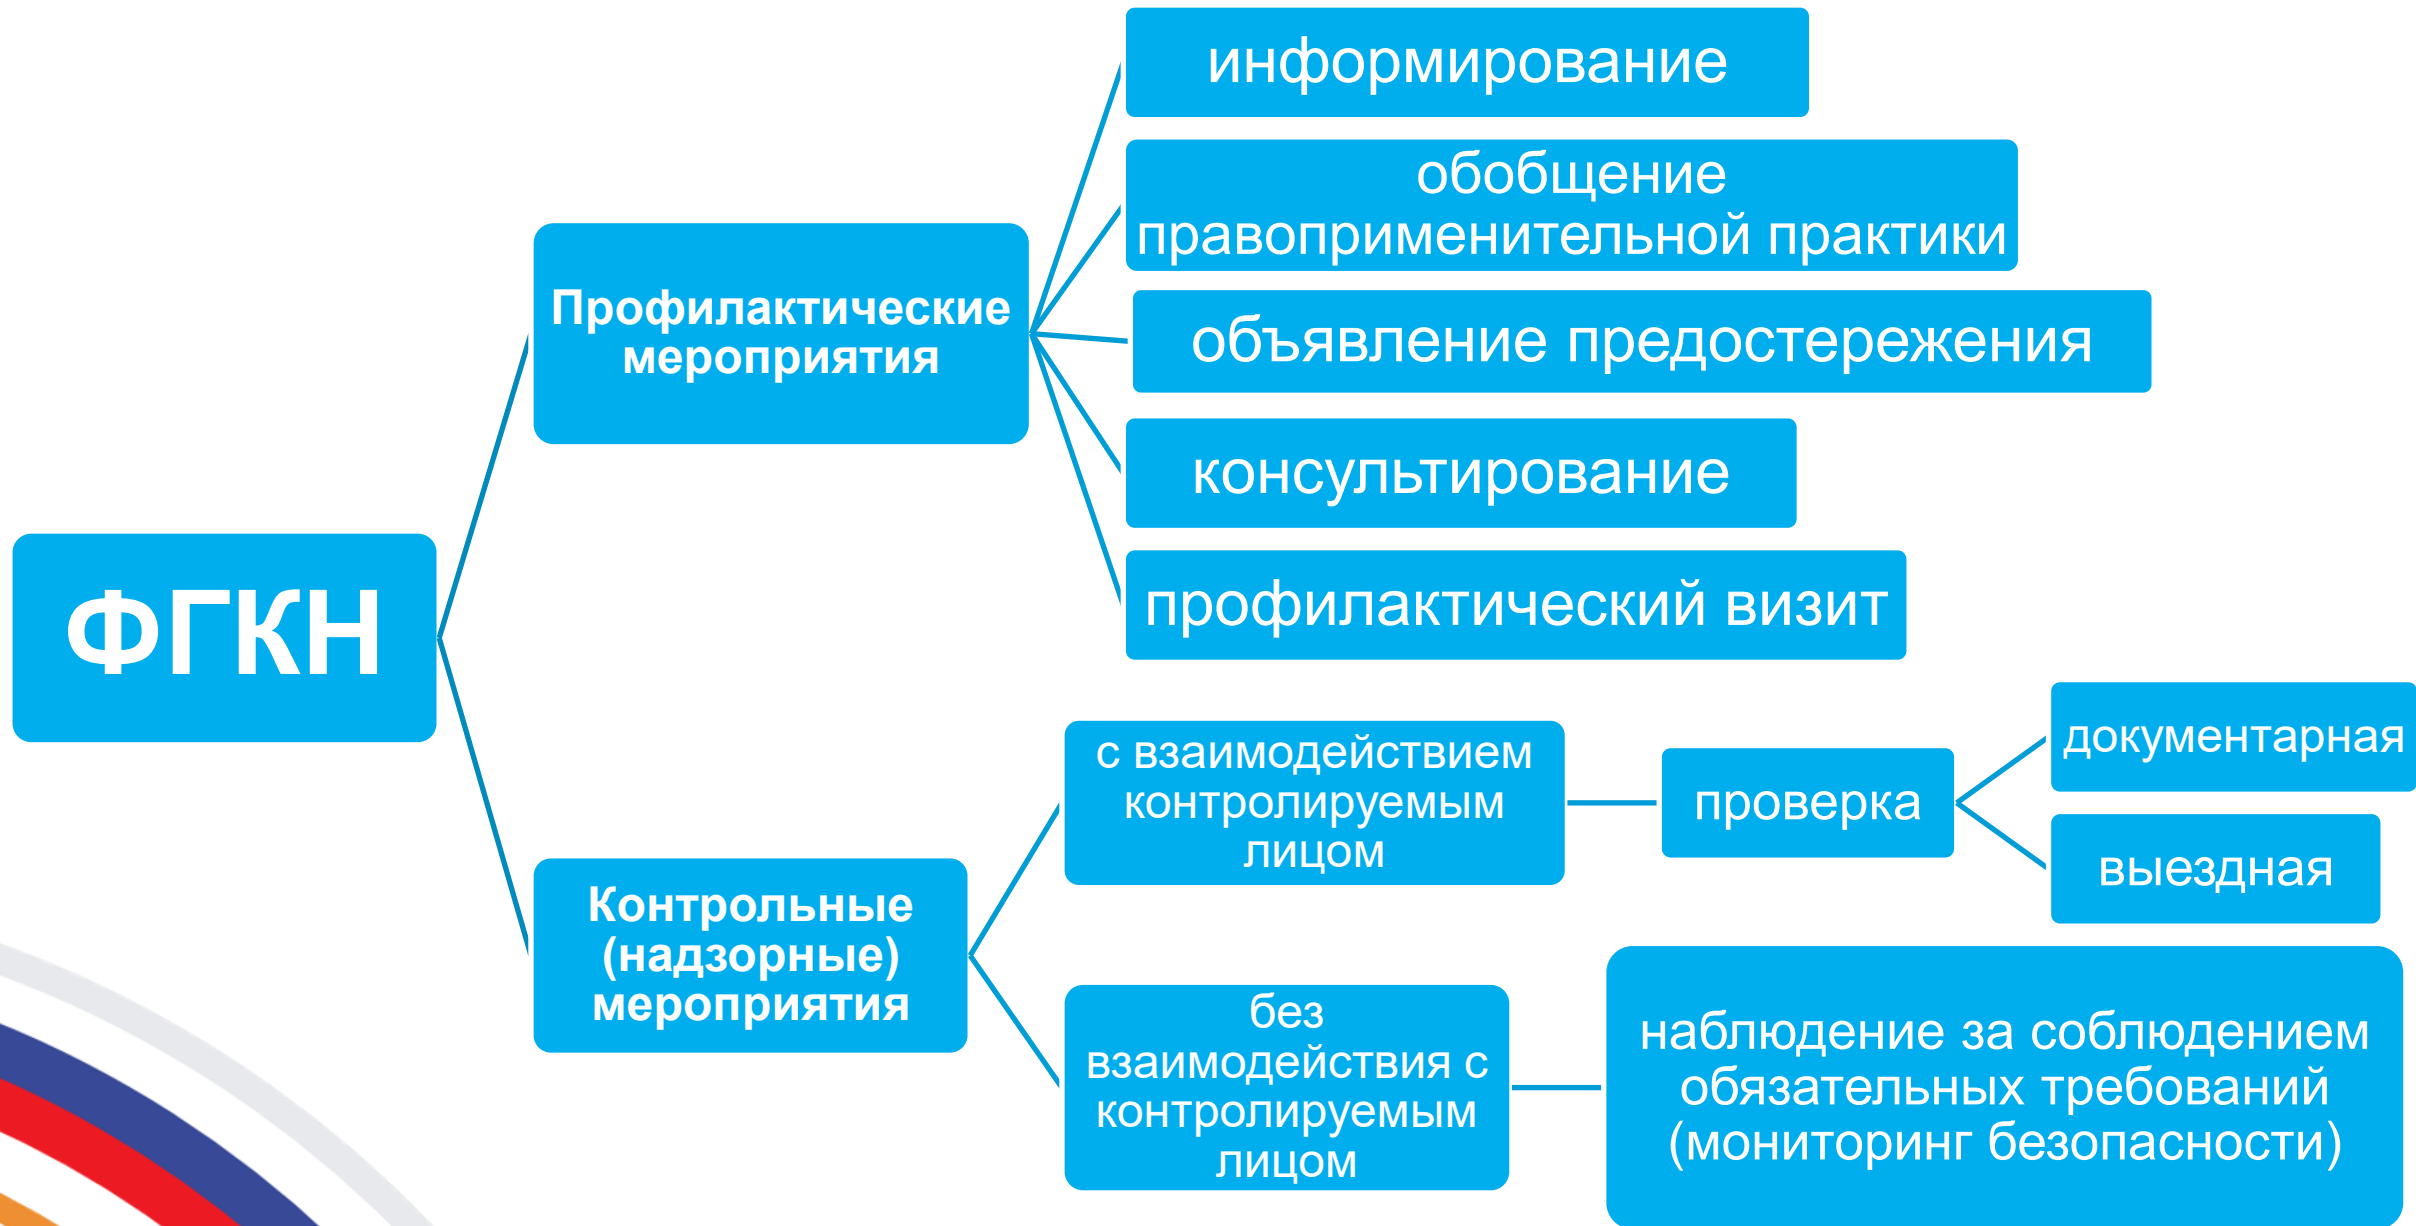 ФГКН
Профилактические
мероприятия
информирование
обобщение
правоприменительной практики
объявление предостережения
консультирование
профилактический визит
Контрольные
(надзорные)
мероприятия
с взаимодействием
контролируемым
лицом
проверка
документарная
выездная
без
взаимодействия с
контролируемым
лицом
наблюдение за соблюдением
обязательных требований
(мониторинг безопасности)